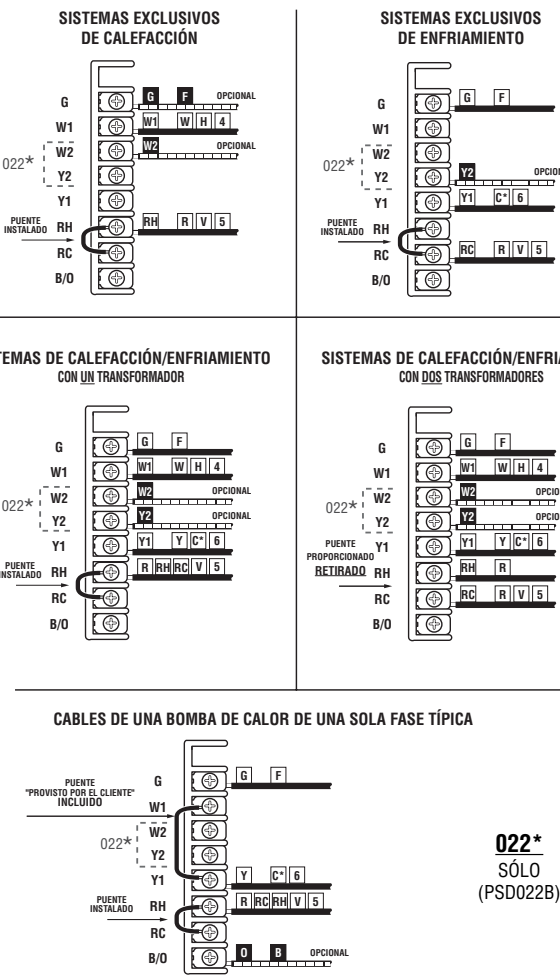 SISTEMAS EXCLUSIVOS
DE CALEFACCIÓN
G G F OPCIONAL
W1 W1 W H 4
022*
W2 W2 OPCIONAL
Y2
Y1
PUENTE
INSTALADO
RH RH R V 5
RC
B/O
SISTEMAS EXCLUSIVOS
DE ENFRIAMIENTO
G G F
W1
022*
W2
Y2 Y2
Y1 Y1 C* 6
PUENTE
INSTALADO
RH
RC RC R V 5
B/O
DE CALEFACCIÓN/ENFRIAMIENTO
CON UN TRANSFORMADOR
G G F
W1 W1 W H 4
022*
W2 W2 OPCIONAL
Y2 Y2 OPCIONAL
Y1 Y1 Y C* 6
PUENTE
INSTALADO
RH R RH RC V 5
RC
B/O
SISTEMAS DE
CON DOS TRANSFORMADORES
G G F
W1 W1 W H 4
022*
W2 W2
Y2 Y2
Y1 Y1 Y C* 6
PUENTE
PROPORCIONADO
RETIRADO
RH RH R
RC RC R V 5
B/O
CABLES DE UNA BOMBA DE CALOR DE UNA SOLA FASE TÍPICA
G G F
PUENTE
"PROVISTO POR EL CLIENTE"
INCLUIDO
W1
022*
W2
Y2
Y1 Y C* 6
PUENTE
INSTALADO
RH R RC RH V 5
RC
B/O O B OPCIONAL
022*
SÓLO
(PSD022B)